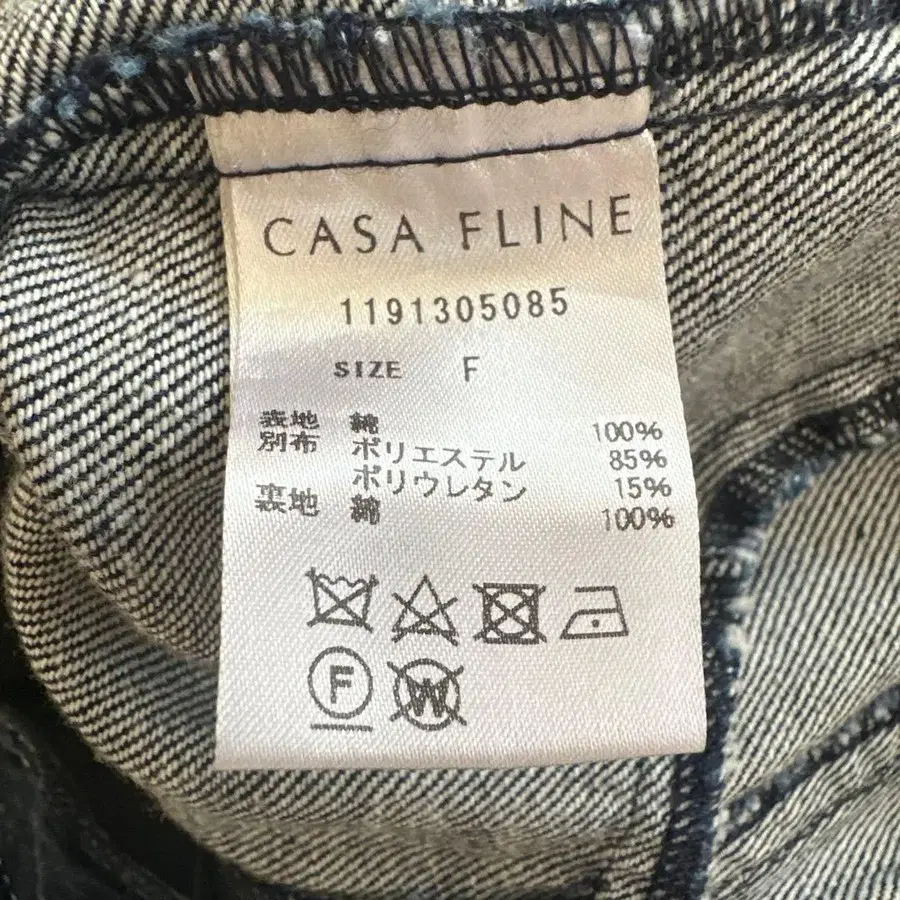 CASA FLINE
1191305085
SIZE F
表地 綿 100%
別布 ポリエステル 85%
ポリウレタン 15%
裏地 綿 100%
F
W